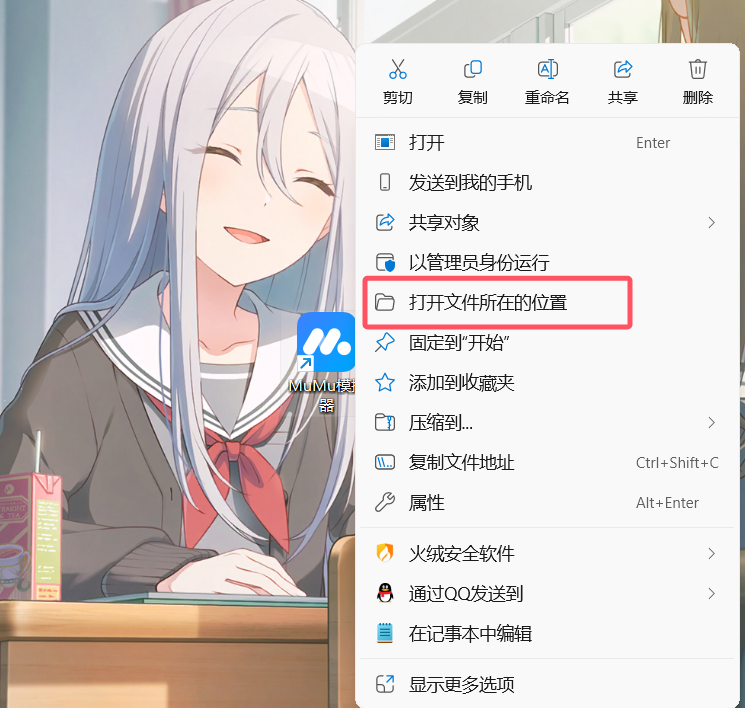 剪切 复制 重命名 共享 删除
打开 Enter
发送到我的手机
共享对象
以管理员身份运行
打开文件所在的位置
固定到"开始"
添加到收藏夹
压缩到...
复制文件地址 Ctrl+Shift+C
属性 Alt+Enter
火绒安全软件
通过QQ发送到
在记事本中编辑
显示更多选项
MuMu模拟
器